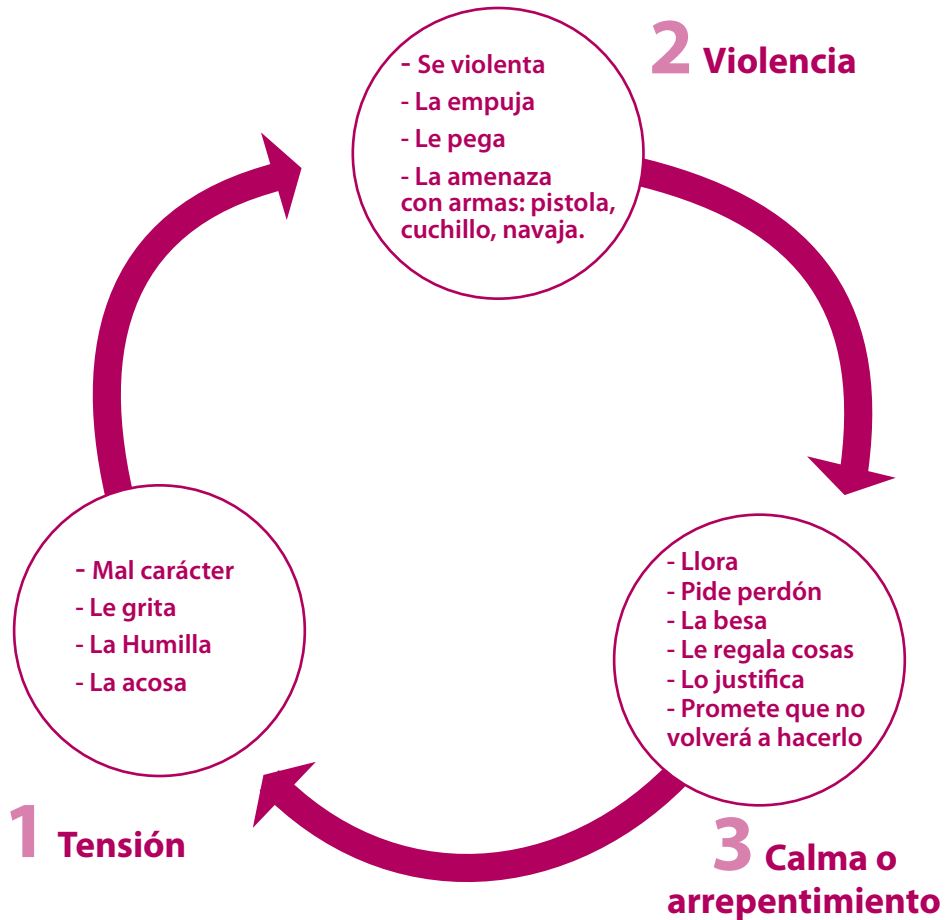 2 Violencia
- Se violenta
- La empuja
- Le pega
- La amenaza
con armas: pistola,
cuchillo, navaja.
- Mal carácter
- Le grita
- La Humilla
- La acosa
1 Tensión
- Llora
- Pide perdón
- La besa
- Le regala cosas
- Lo justifica
- Promete que no
volverá a hacerlo
3 Calma o
arrepentimiento